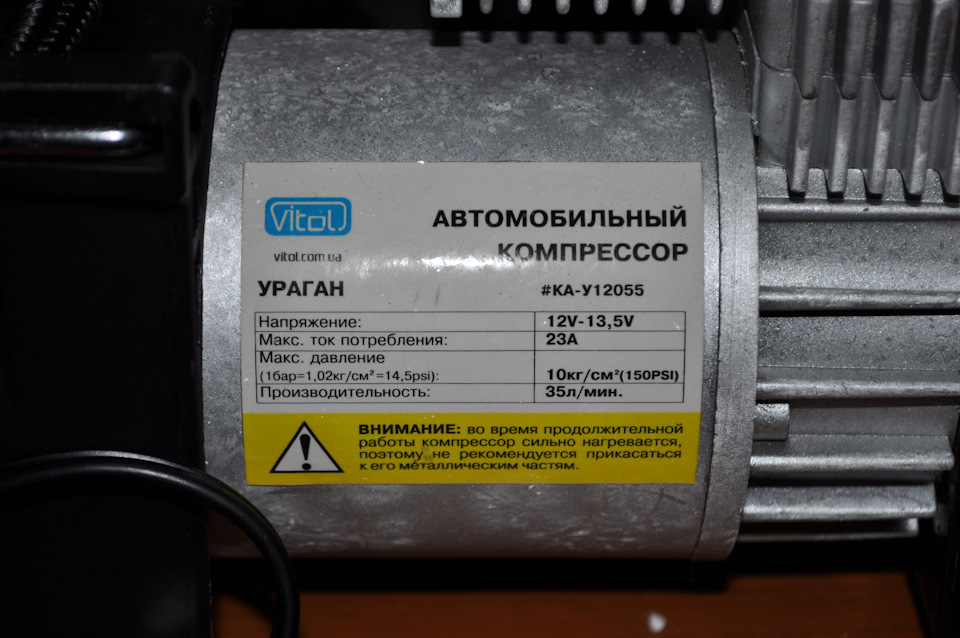 Vitol
vitol.com.ua
АВТОМОБИЛЬНЫЙ
КОМПРЕССОР
УРАГАН
#КА-У12055
Напряжение: 12V-13,5V
Макс. ток потребления: 23А
Макс. давление
(1бар=1,02кг/см²=14,5psi): 10кг/см²(150PSI)
Производительность: 35л/мин.
ВНИМАНИЕ: во время продолжительной
работы компрессор сильно нагревается,
поэтому не рекомендуется прикасаться
к его металлическим частям.